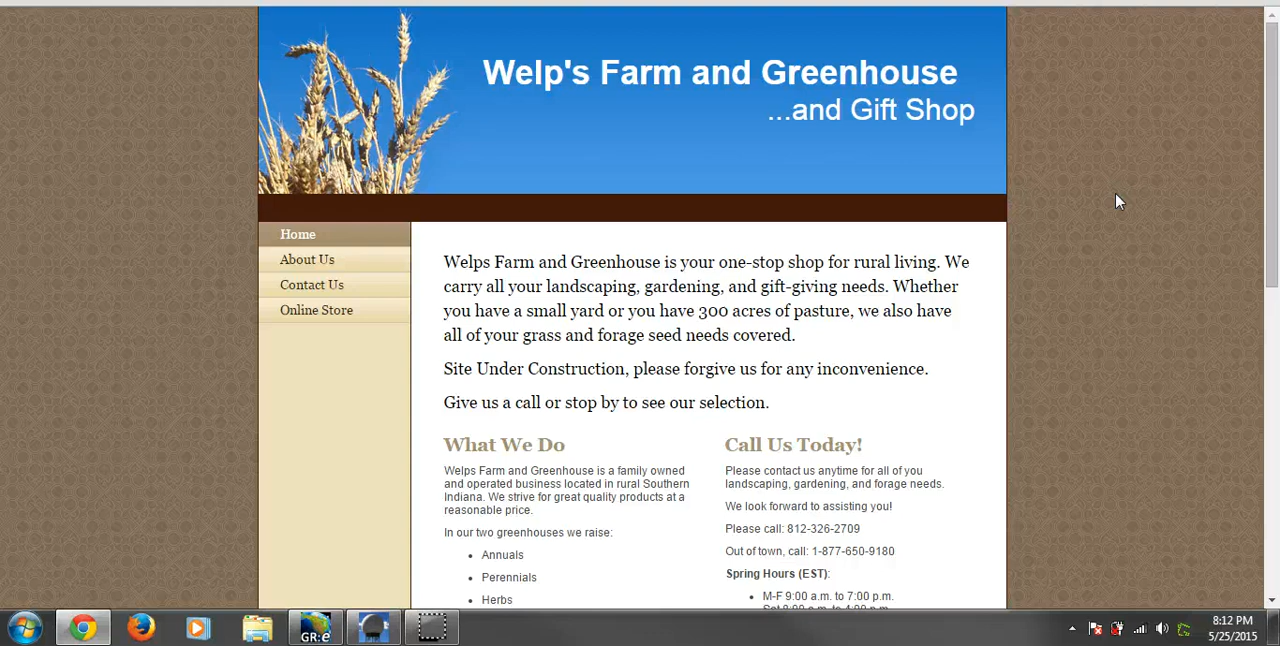 Welp's Farm and Greenhouse
...and Gift Shop
Home
About Us
Contact Us
Online Store
Welps Farm and Greenhouse is your one-stop shop for rural living. We
carry all your landscaping, gardening, and gift-giving needs. Whether
you have a small yard or you have 300 acres of pasture, we also have
all of your grass and forage seed needs covered.
Site Under Construction, please forgive us for any inconvenience.
Give us a call or stop by to see our selection.
What We Do
Welps Farm and Greenhouse is a family owned
and operated business located in rural Southern
Indiana. We strive for great quality products at a
reasonable price.
In our two greenhouses we raise:
• Annuals
• Perennials
• Herbs
Call Us Today!
Please contact us anytime for all of you
landscaping, gardening, and forage needs.
We look forward to assisting you!
Please call: 812-326-2709
Out of town, call: 1-877-650-9180
Spring Hours (EST):
• M-F 9:00 a.m. to 7:00 p.m.
Sat 9:00 a.m. to 4:00 p.m.
GR:e
8:12 PM
5/25/2015